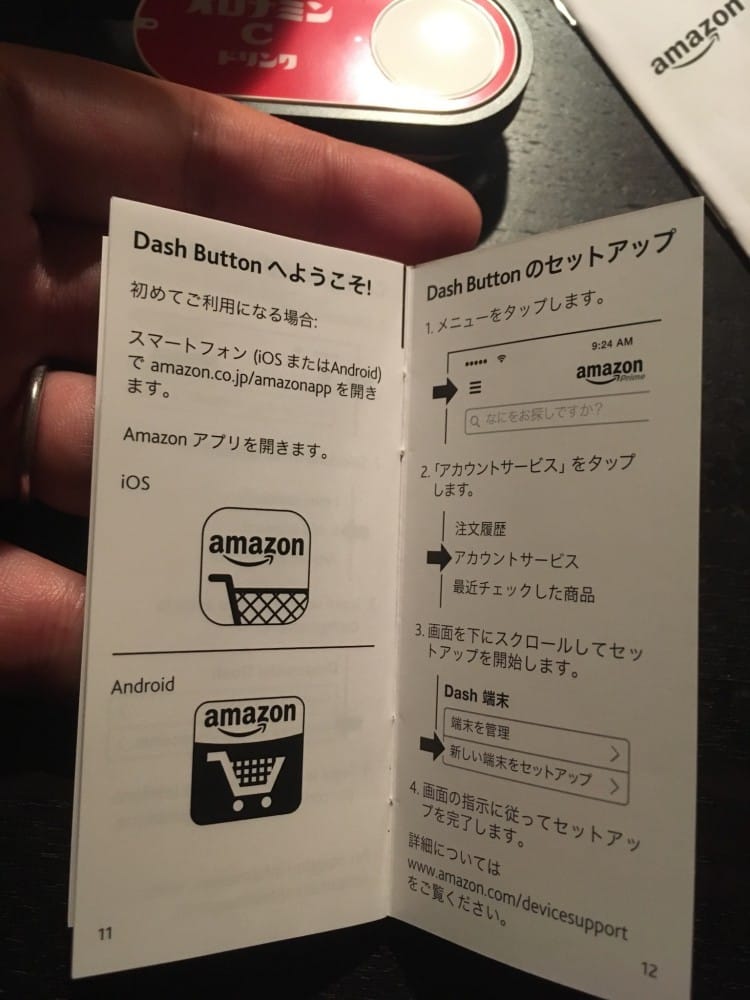 オロナミン
C
ドリンク
amazon
Dash Button へようこそ!
初めてご利用になる場合:
スマートフォン (iOS またはAndroid)
で amazon.co.jp/amazonapp を開き
ます。
Amazon アプリを開きます。
iOS
amazon
Android
amazon
11
Dash Button のセットアップ
1. メニューをタップします。
9:24 AM
amazon
Prime
なにをお探しですか?
2.「アカウントサービス」をタップ
します。
注文履歴
アカウントサービス
最近チェックした商品
3. 画面を下にスクロールしてセッ
トアップを開始します。
Dash 端末
端末を管理
新しい端末をセットアップ
4. 画面の指示に従ってセットアッ
プを完了します。
詳細については
www.amazon.com/devicesupport
をご覧ください。
12